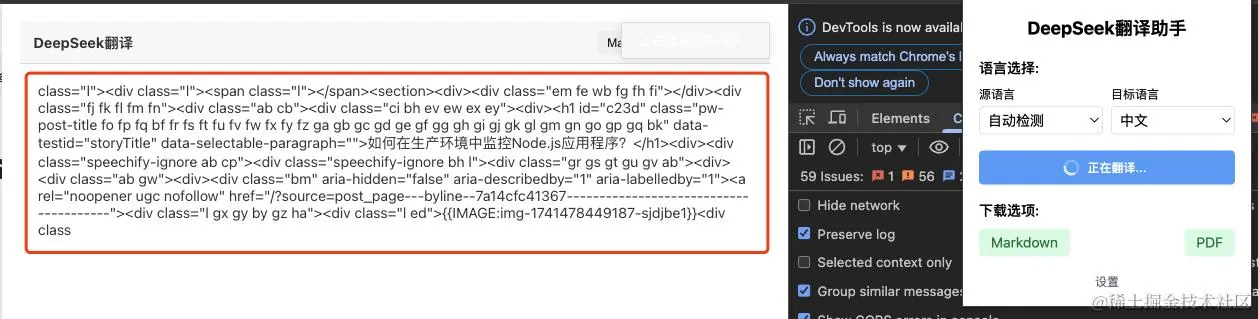 DeepSeek翻译
Ma
class="l"><div class="l"><span class="l"></span><section><div><div class="em fe wb fg fh fi"></div><div
class="fj fk fl fm fn"><div class="ab cb"><div class="ci bh ev ew ex ey"><div><h1 id="c23d" class="pw-
post-title fo fp fq bf fr fs ft fu fv fw fx fy fz ga gb gc gd ge gf gg gh gi gj gk gl gm gn go gp gq bk" data-
testid="storyTitle" data-selectable-paragraph="">如何在生产环境中监控Node.js应用程序？</h1><div><div
class="speechify-ignore ab cp"><div class="speechify-ignore bh l"><div class="gr gs gt gu gv ab"><div>
<div class="ab gw"><div><div class="bm" aria-hidden="false" aria-describedby="1" aria-labelledby="1"><a
rel="noopener ugc nofollow" href="/?source=post_page---byline--7a14cfc41367-----------------------------
----------"><div class="l gx gy by gz ha"><div class="l ed">{{IMAGE:img-1741478449187-sjdjbe1}}<div
class
DevTools is now availa
Always match Chrome's l
Don't show again
Elements
C
top
59 Issues:
1
56
2
Hide network
Preserve log
Selected context only
Group similar messages
Show CORS errors in console
DeepSeek翻译助手
语言选择:
源语言
目标语言
自动检测
中文
正在翻译...
下载选项:
Markdown
PDF
设置
@稀土掘金技术社区